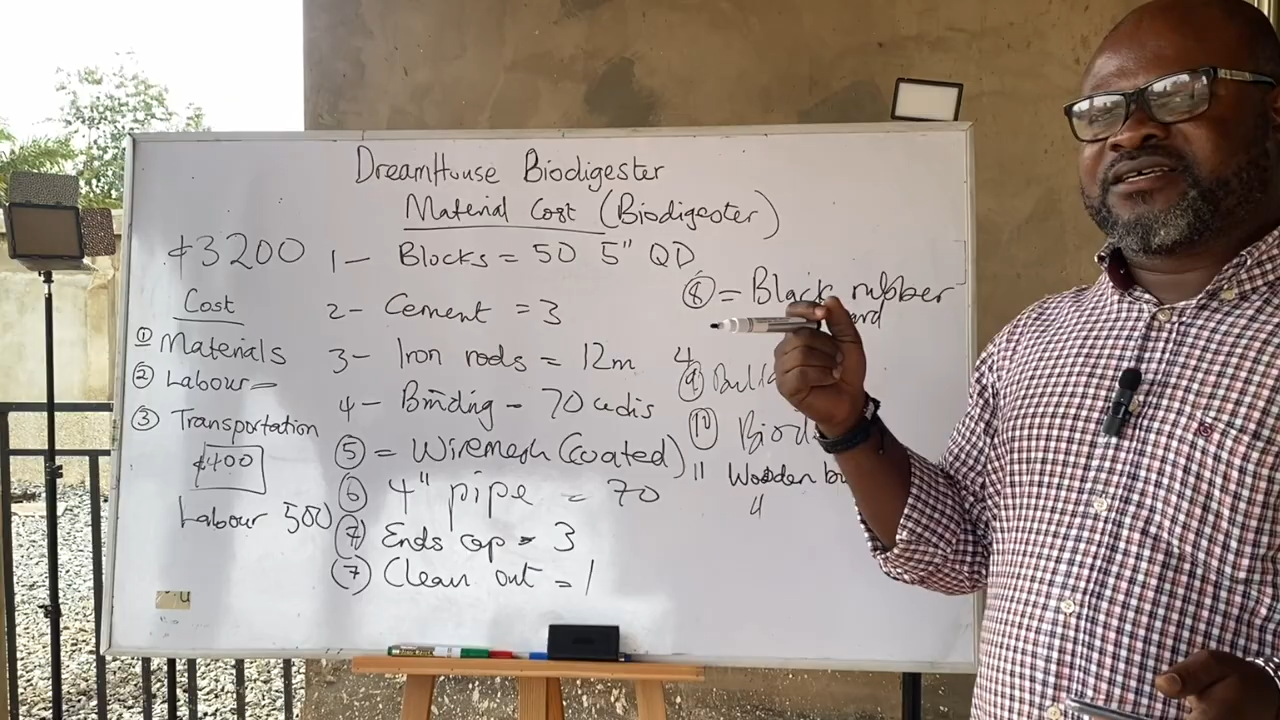 DreamHouse Biodigester
Material Cost (Biodigester)
₵3200
Cost
① Materials
② Labour =
③ Transportation
₵400
Labour 500
1 - Blocks = 50 5" QD
2 - Cement = 3
3 - Iron rods = 12m
4 - Binding - 70 cedis
⑤ = Wiremesh (coated)
⑥ 4" pipe = 70
⑦ Ends cap = 3
⑦ Clean out = 1
⑧ = Black rubber
4
⑨
⑩
11 Wooden
4